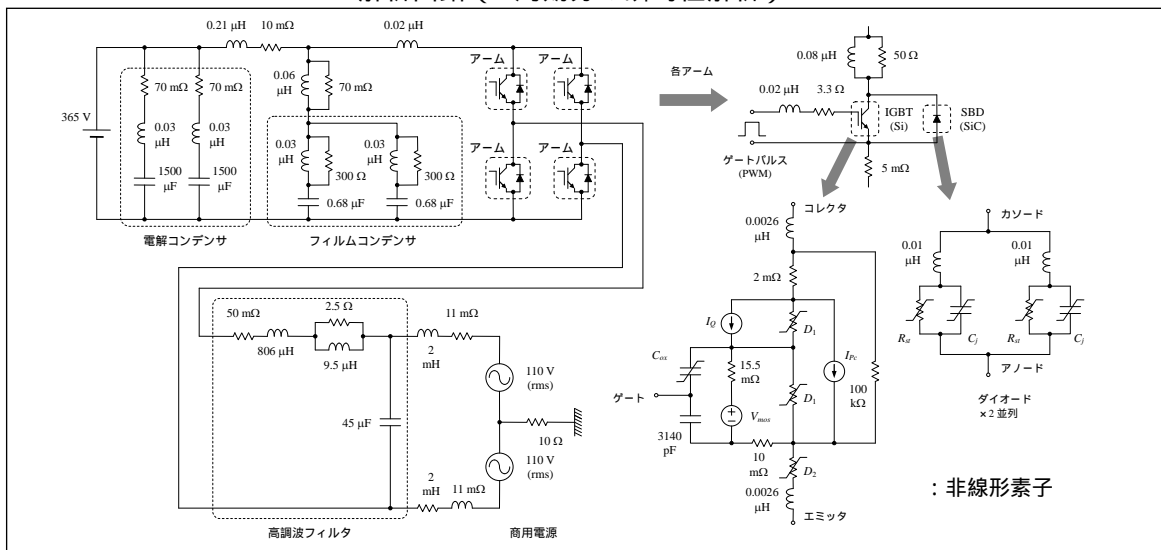 0.21 μH
10 mΩ
0.02 μH
70 mΩ
70 mΩ
0.03
μH
0.03
μH
1500
μF
1500
μF
365 V
電解コンデンサ
0.06
μH
70 mΩ
0.03
μH
0.03
μH
300 Ω
300 Ω
0.68 μF
0.68 μF
フィルムコンデンサ
アーム
アーム
アーム
アーム
各アーム
0.08 μH
50 Ω
0.02 μH
3.3 Ω
IGBT
(Si)
SBD
(SiC)
ゲートパルス
(PWM)
5 mΩ
コレクタ
0.0026
μH
2 mΩ
I_Q
D_1
C_ox
15.5
mΩ
I_Pc
100
kΩ
ゲート
D_1
V_mox
3140
pF
10
mΩ
D_2
0.0026
μH
エミッタ
カソード
0.01
μH
0.01
μH
R_st
C_j
R_st
C_j
アノード
ダイオード
×2 並列
：非線形素子
50 mΩ
806 μH
2.5 Ω
9.5 μH
2
mH
11 mΩ
110 V
(rms)
45 μF
10 Ω
110 V
(rms)
2
mH
11 mΩ
高調波フィルタ
商用電源